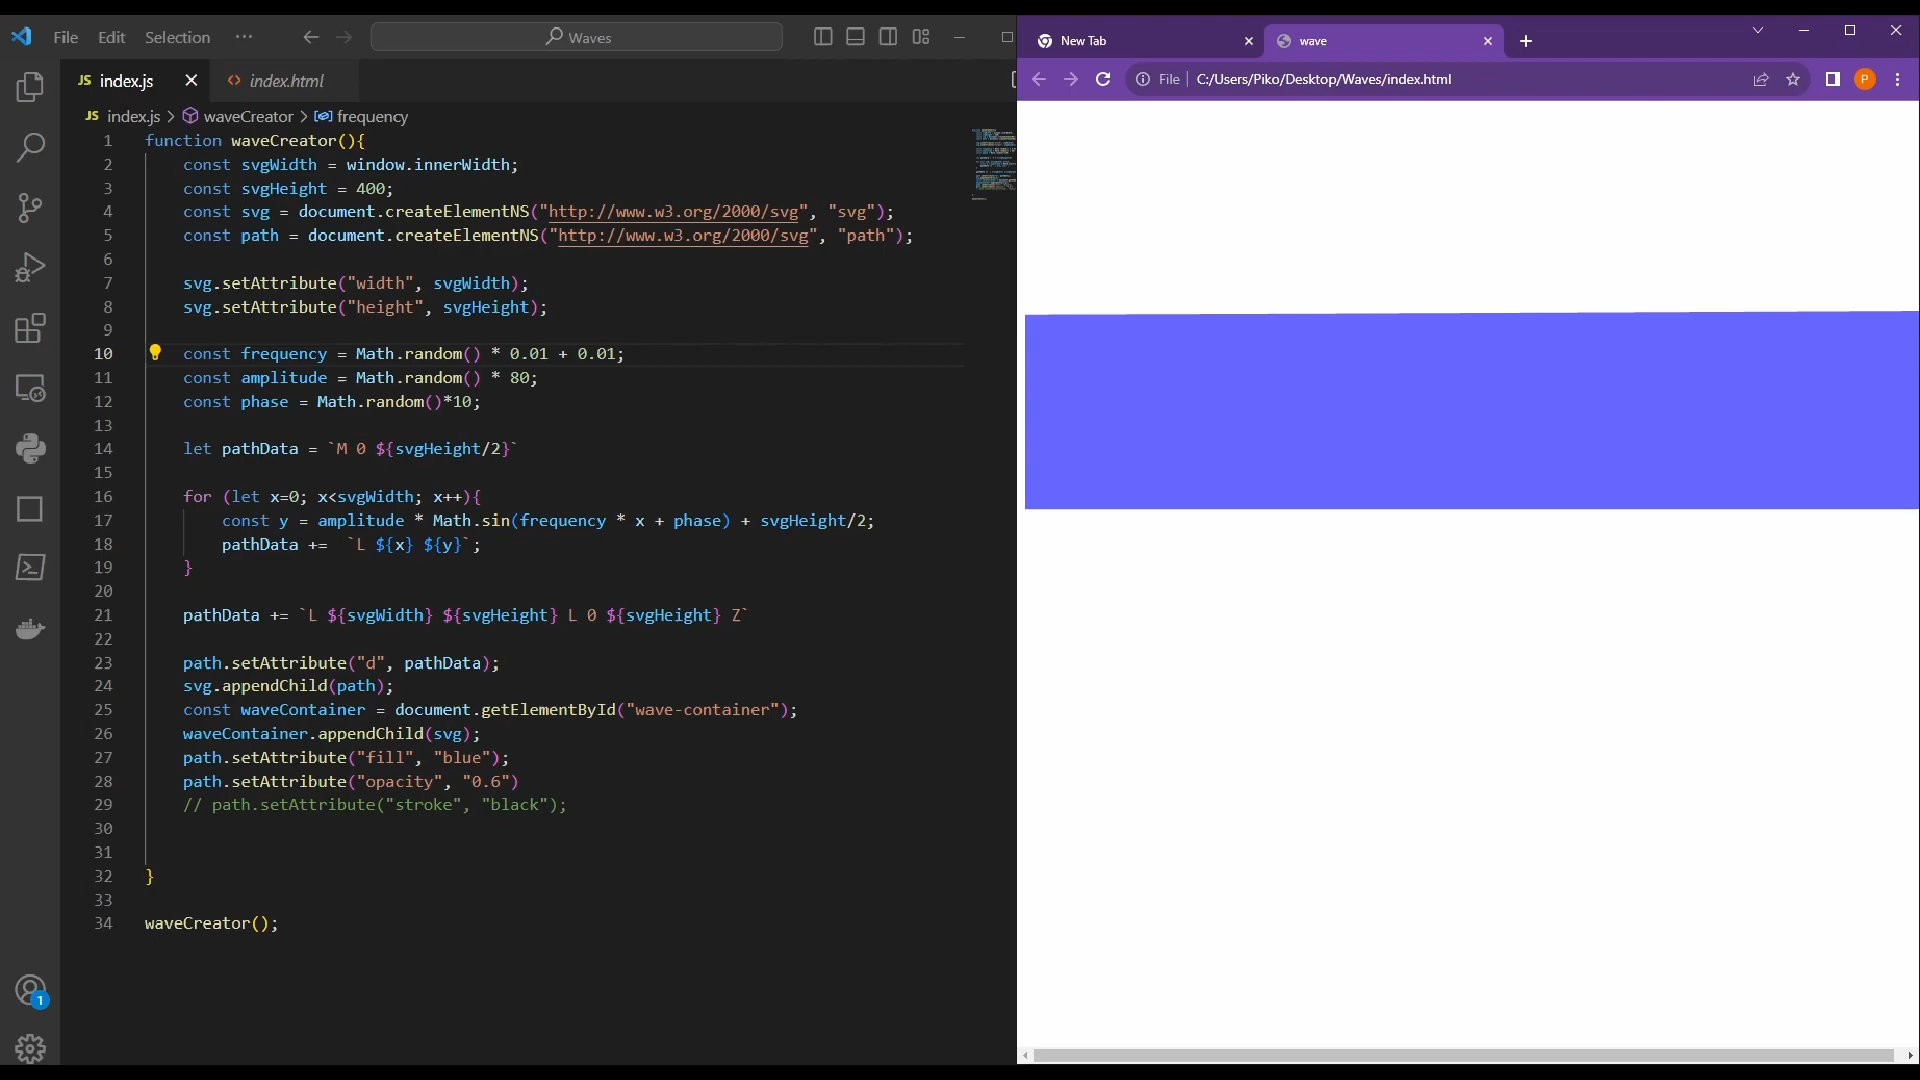 File Edit Selection ··· Waves
JS index.js index.html
JS index.js > waveCreator > frequency
1 function waveCreator(){
2 const svgWidth = window.innerWidth;
3 const svgHeight = 400;
4 const svg = document.createElementNS("http://www.w3.org/2000/svg", "svg");
5 const path = document.createElementNS("http://www.w3.org/2000/svg", "path");
6
7 svg.setAttribute("width", svgWidth);
8 svg.setAttribute("height", svgHeight);
9
10 const frequency = Math.random() * 0.01 + 0.01;
11 const amplitude = Math.random() * 80;
12 const phase = Math.random()*10;
13
14 let pathData = `M 0 ${svgHeight/2}`
15
16 for (let x=0; x<svgWidth; x++){
17 const y = amplitude * Math.sin(frequency * x + phase) + svgHeight/2;
18 pathData += `L ${x} ${y}`;
19 }
20
21 pathData += `L ${svgWidth} ${svgHeight} L 0 ${svgHeight} Z`
22
23 path.setAttribute("d", pathData);
24 svg.appendChild(path);
25 const waveContainer = document.getElementById("wave-container");
26 waveContainer.appendChild(svg);
27 path.setAttribute("fill", "blue");
28 path.setAttribute("opacity", "0.6")
29 // path.setAttribute("stroke", "black");
30
31
32 }
33
34 waveCreator();
1
New Tab wave
File C:/Users/Piko/Desktop/Waves/index.html P